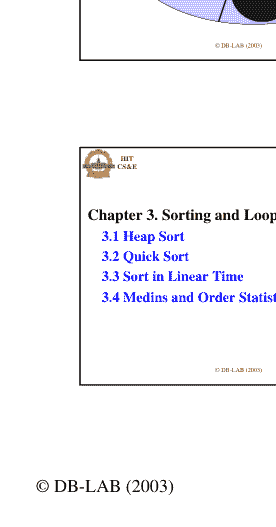 © DB-LAB (2003)
HIT
CS&E
Chapter 3. Sorting and Loop
3.1 Heap Sort
3.2 Quick Sort
3.3 Sort in Linear Time
3.4 Medins and Order Statist
© DB-LAB (2003)
© DB-LAB (2003)